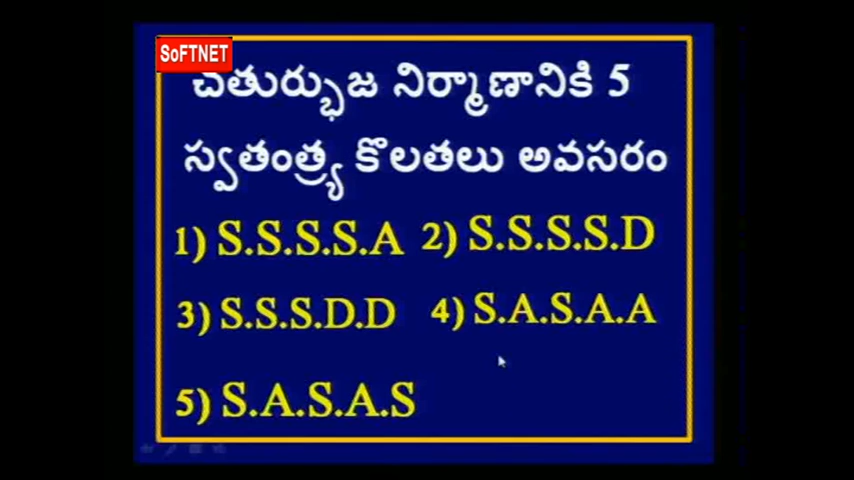 SoFTNET
చతుర్భుజ నిర్మాణానికి 5
స్వతంత్ర్య కొలతలు అవసరం
1) S.S.S.S.A 2) S.S.S.S.D
3) S.S.S.D.D 4) S.A.S.A.A
5) S.A.S.A.S